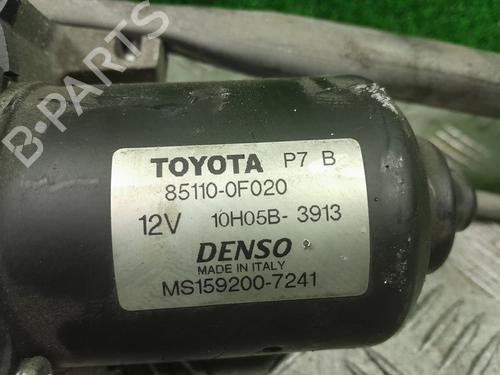 B-PARTS
TOYOTA P7 B
85110-0F020
12V 10H05B- 3913
DENSO
MADE IN ITALY
MS159200-7241